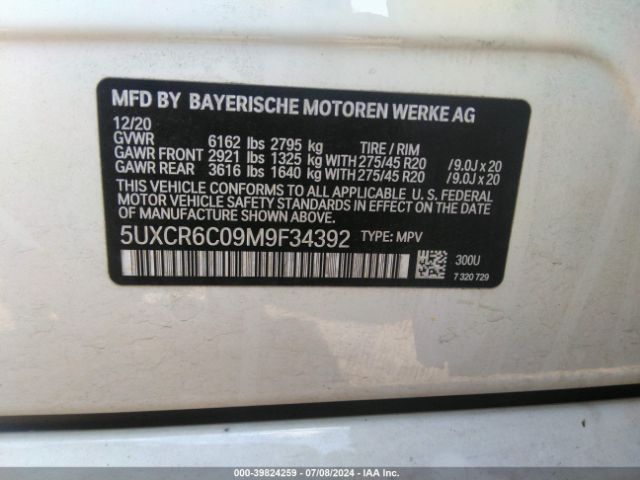 MFD BY BAYERISCHE MOTOREN WERKE AG
12/20
GVWR 6162 lbs 2795 kg TIRE / RIM
GAWR FRONT 2921 lbs 1325 kg WITH 275/45 R20 / 9.0J x 20
GAWR REAR 3616 lbs 1640 kg WITH 275/45 R20 / 9.0J x 20
THIS VEHICLE CONFORMS TO ALL APPLICABLE U. S. FEDERAL
MOTOR VEHICLE SAFETY STANDARDS IN EFFECT ON THE DATE OF
MANUFACTURE SHOWN ABOVE.
5UXCR6C09M9F34392 TYPE: MPV
300U
7 320 729
000-39824259 - 07/08/2024 - IAA Inc.